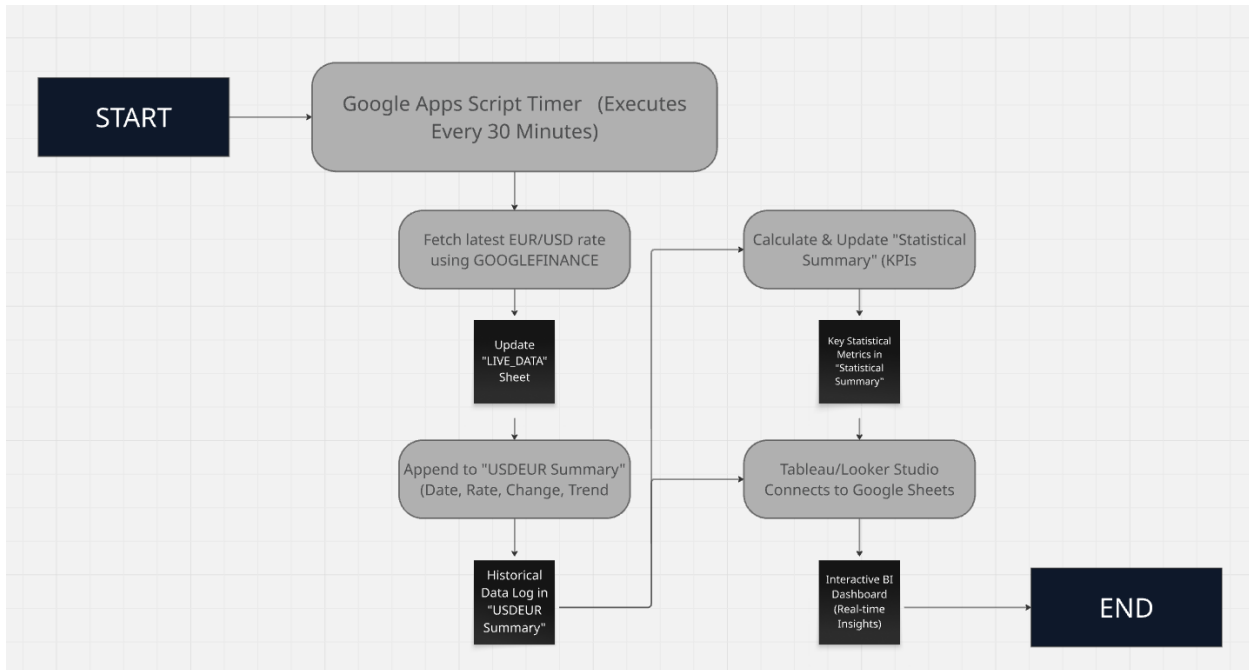 START
Google Apps Script Timer   (Executes
Every 30 Minutes)
Fetch latest EUR/USD rate
using GOOGLEFINANCE
Update
"LIVE_DATA"
Sheet
Append to "USDEUR Summary"
(Date, Rate, Change, Trend
Historical
Data Log in
"USDEUR
Summary"
Calculate & Update "Statistical
Summary" (KPIs
Key Statistical
Metrics in
"Statistical
Summary"
Tableau/Looker Studio
Connects to Google Sheets
Interactive BI
Dashboard
(Real-time
Insights)
END